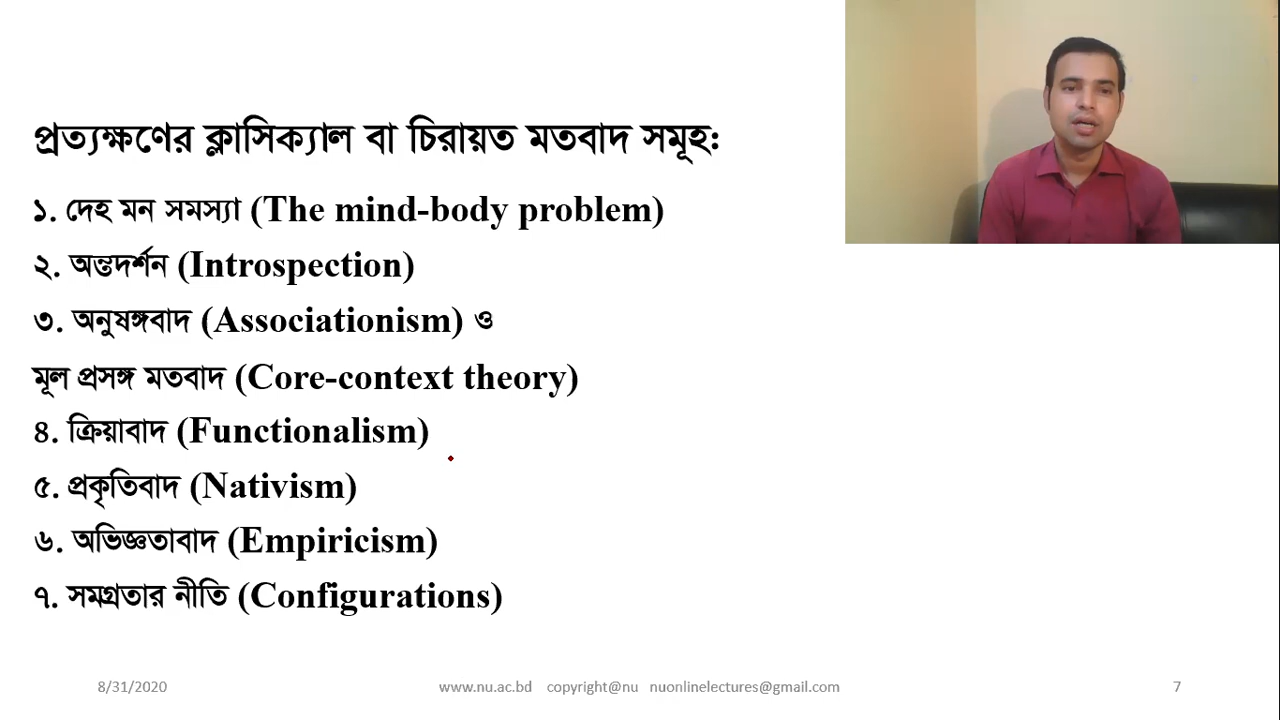 প্রত্যক্ষণের ক্লাসিক্যাল বা চিরায়ত মতবাদ সমূহঃ
১. দেহ মন সমস্যা (The mind-body problem)
২. অন্তদর্শন (Introspection)
৩. অনুষঙ্গবাদ (Associationism) ও
মূল প্রসঙ্গ মতবাদ (Core-context theory)
৪. ক্রিয়াবাদ (Functionalism)
৫. প্রকৃতিবাদ (Nativism)
৬. অভিজ্ঞতাবাদ (Empiricism)
৭. সমগ্রতার নীতি (Configurations)
8/31/2020 www.nu.ac.bd copyright@nu nuonlinelectures@gmail.com 7